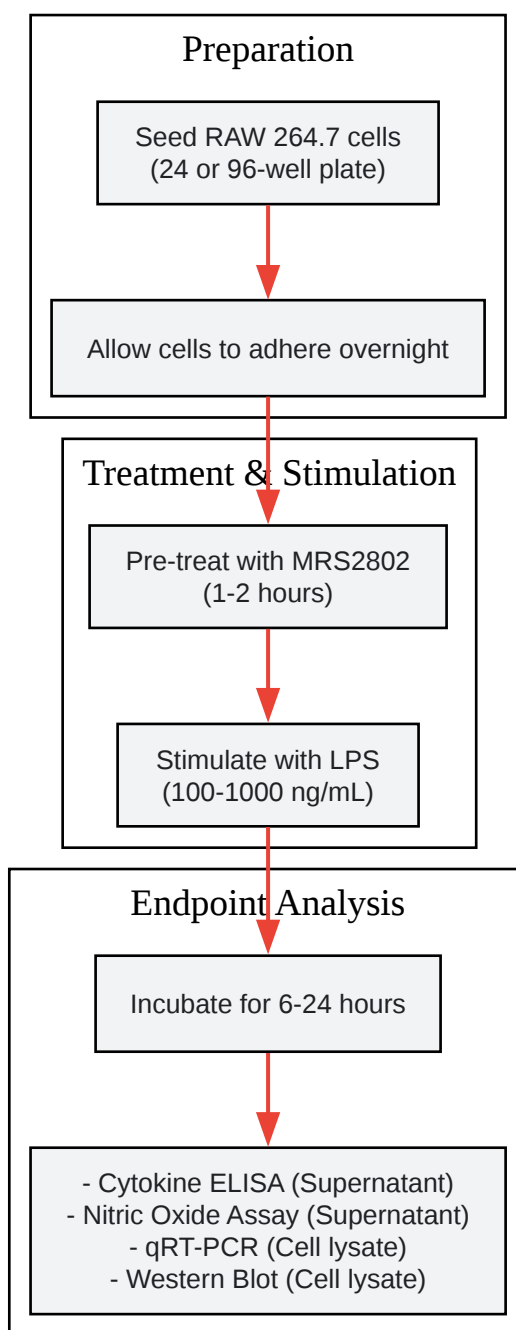 Preparation
Seed RAW 264.7 cells
(24 or 96-well plate)
Allow cells to adhere overnight
Treatment & Stimulation
Pre-treat with MRS2802
(1-2 hours)
Stimulate with LPS
(100-1000 ng/mL)
Endpoint Analysis
Incubate for 6-24 hours
- Cytokine ELISA (Supernatant)
- Nitric Oxide Assay (Supernatant)
- qRT-PCR (Cell lysate)
- Western Blot (Cell lysate)